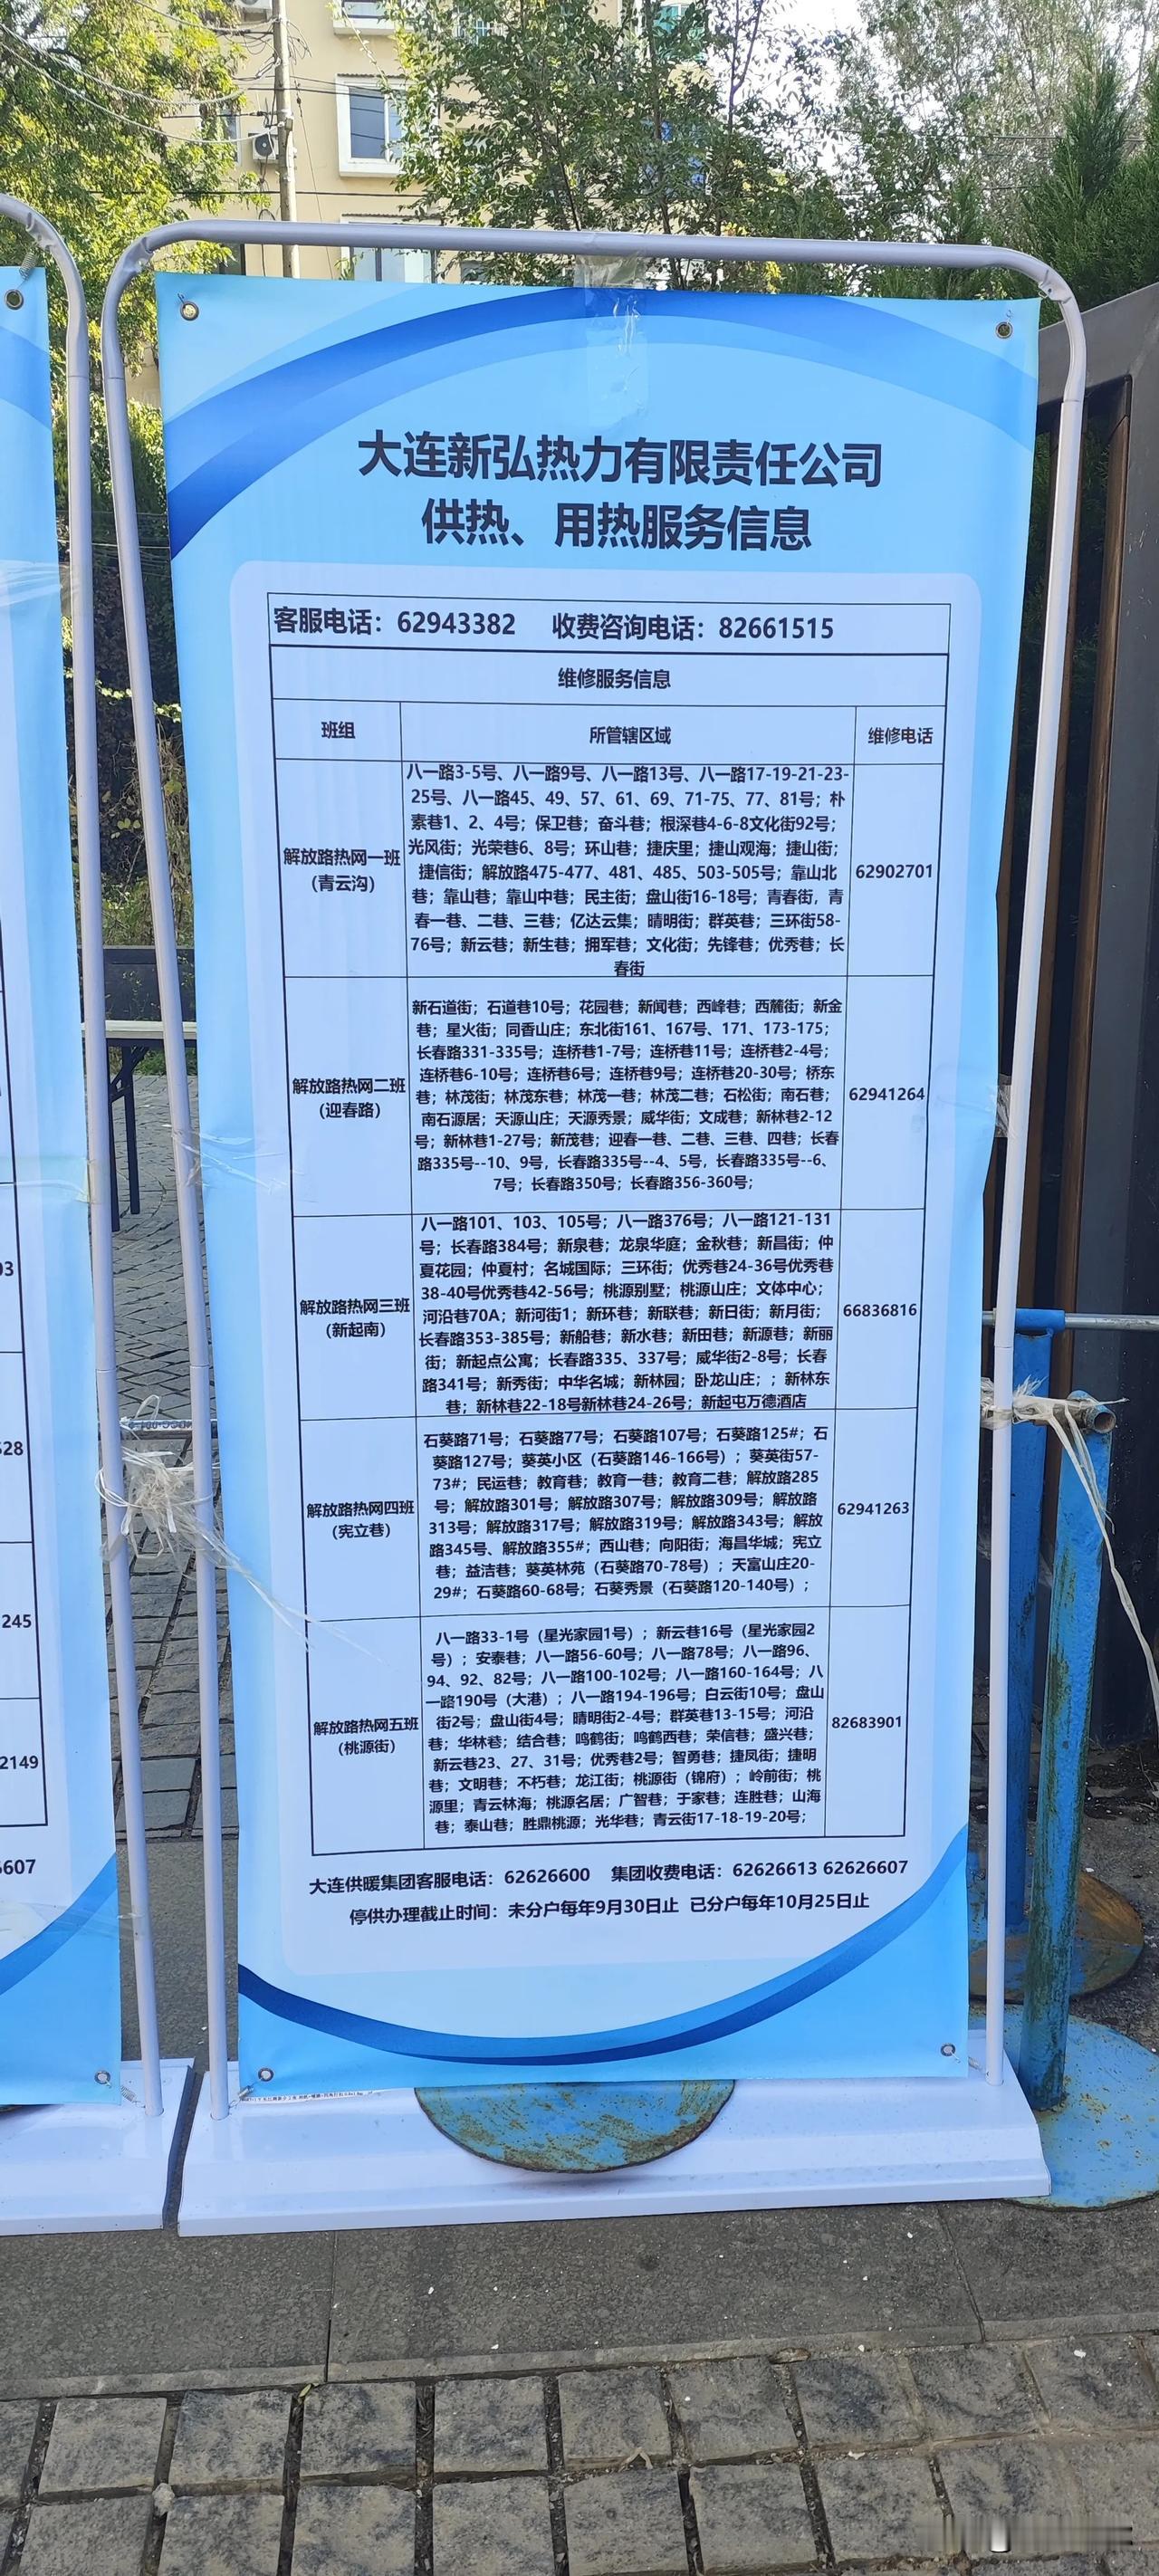 大连新弘热力有限责任公司
供热、用热服务信息
客服电话：62943382 收费咨询电话：82661515
维修服务信息
班组 所管辖区域 维修电话
解放路热网一班
(青云沟)
八一路3-5号、八一路9号、八一路13号、八一路17-19-21-23-
25号、八一路45、49、57、61、69、71-75、77、81号；朴
素巷1、2、4号；保卫巷；奋斗巷；根深巷4-6-8文化街92号；
光风街；光荣巷6、8号；环山巷；捷庆里；捷山观海；捷山街；
捷信街；解放路475-477、481、485、503-505号；靠山北
巷；靠山巷；靠山中巷；民主街；盘山街16-18号；青春街，青
春一巷、二巷、三巷；亿达云集；晴明街；群英巷；三环街58-
76号；新云巷；新生巷；拥军巷；文化街；先锋巷；优秀巷；长
春街
62902701
解放路热网二班
(迎春路)
新石道街；石道巷10号；花园巷；新闻巷；西峰巷；西麓街；新金
巷；星火街；同香山庄；东北街161、167号、171、173-175；
长春路331-335号；连桥巷1-7号；连桥巷11号；连桥巷2-4号；
连桥巷6-10号；连桥巷6号；连桥巷9号；连桥巷20-30号；桥东
巷；林茂街；林茂东巷；林茂一巷；林茂二巷；石松街；南石巷；
南石源居；天源山庄；天源秀景；威华街；文成巷；新林巷2-12
号；新林巷1-27号；新茂巷；迎春一巷、二巷、三巷、四巷；长春
路335号--10、9号，长春路335号--4、5号，长春路335号--6、
7号；长春路350号；长春路356-360号；
62941264
解放路热网三班
(新起南)
八一路101、103、105号；八一路376号；八一路121-131
号；长春路384号；新泉巷；龙泉华庭；金秋巷；新昌街；仲
夏花园；仲夏村；名城国际；三环街；优秀巷24-36号优秀巷
38-40号优秀巷42-56号；桃源别墅；桃源山庄；文体中心；
河沿巷70A；新河街1；新环巷；新联巷；新日街；新月街；
长春路353-385号；新船巷；新水巷；新田巷；新源巷；新丽
街；新起点公寓；长春路335、337号；威华街2-8号；长春
路341号；新秀街；中华名城；新林园；卧龙山庄；；新林东
巷；新林巷22-18号新林巷24-26号；新起屯万德酒店
66836816
解放路热网四班
(宪立巷)
石葵路71号；石葵路77号；石葵路107号；石葵路125#；石
葵路127号；葵英小区（石葵路146-166号）；葵英街57-
73#；民运巷；教育巷；教育一巷；教育二巷；解放路285
号；解放路301号；解放路307号；解放路309号；解放路
313号；解放路317号；解放路319号；解放路343号；解放
路345号、解放路355#；西山巷；向阳街；海昌华城；宪立
巷；益洁巷；葵英林苑（石葵路70-78号）；天富山庄20-
29#；石葵路60-68号；石葵秀景（石葵路120-140号）；
62941263
解放路热网五班
(桃源街)
八一路33-1号（星光家园1号）；新云巷16号（星光家园2
号）；安泰巷；八一路56-60号；八一路78号；八一路96、
94、92、82号；八一路100-102号；八一路160-164号；八
一路190号（大港）；八一路194-196号；白云街10号；盘山
街2号；盘山街4号；晴明街2-4号；群英巷13-15号；河沿
巷；华林巷；结合巷；鸣鹤街；鸣鹤西巷；荣信巷；盛兴巷；
新云巷23、27、31号；优秀巷2号；智勇巷；捷凤街；捷明
巷；文明巷；不朽巷；龙江街；桃源街（锦府）；岭前街；桃
源里；青云林海；桃源名居；广智巷；于家巷；连胜巷；山海
巷；泰山巷；胜鼎桃源；光华巷；青云街17-18-19-20号；
82683901
大连供暖集团客服电话：62626600 集团收费电话：62626613 62626607
停供办理截止时间：未分户每年9月30日止 已分户每年10月25日止
03
528
245
2149
6607